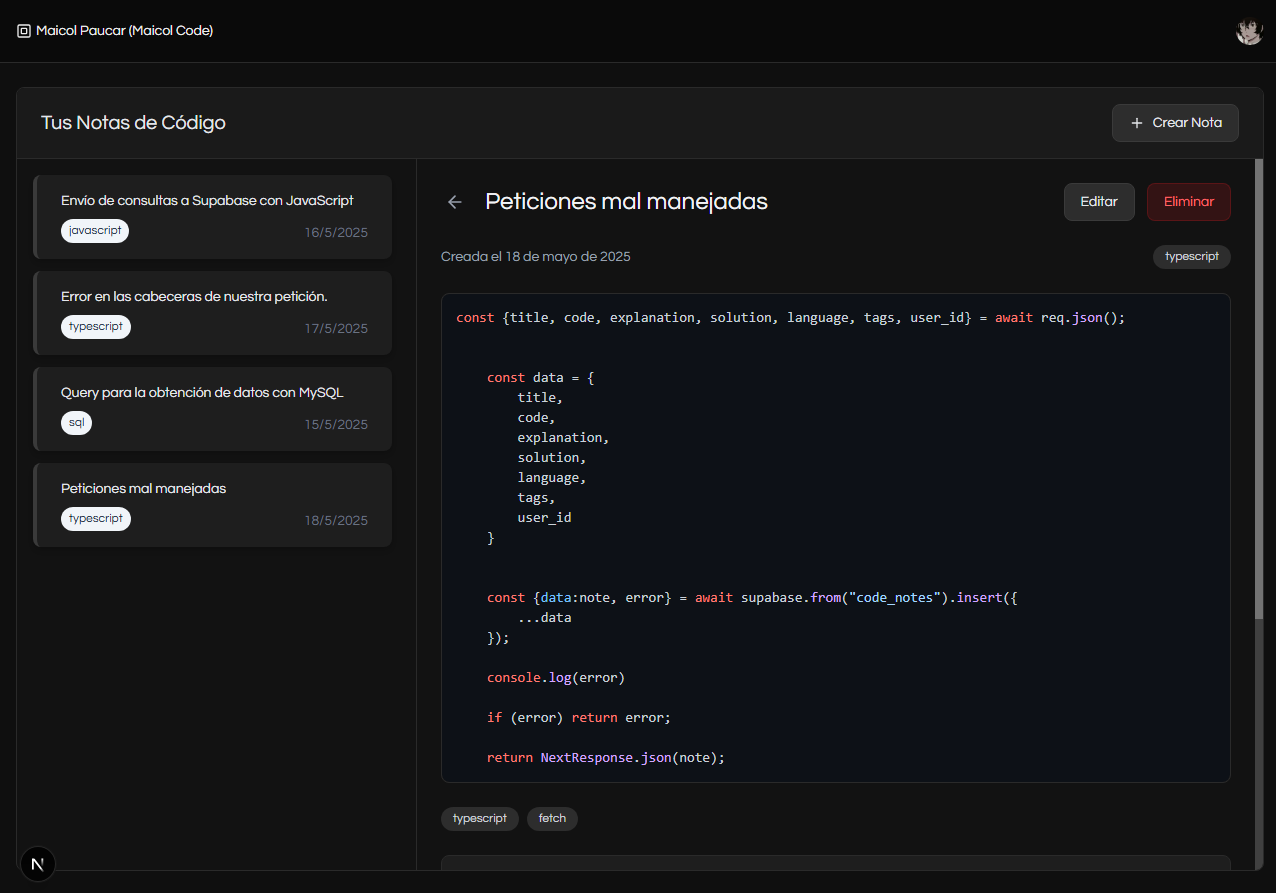 Maicol Paucar (Maicol Code)
Tus Notas de Código
+ Crear Nota
Envío de consultas a Supabase con JavaScript
javascript
16/5/2025
Error en las cabeceras de nuestra petición.
typescript
17/5/2025
Query para la obtención de datos con MySQL
sql
15/5/2025
Peticiones mal manejadas
typescript
18/5/2025
← Peticiones mal manejadas
Editar
Eliminar
Creada el 18 de mayo de 2025
typescript
const {title, code, explanation, solution, language, tags, user_id} = await req.json();
const data = {
title,
code,
explanation,
solution,
language,
tags,
user_id
}
const {data:note, error} = await supabase.from("code_notes").insert({
...data
});
console.log(error)
if (error) return error;
return NextResponse.json(note);
typescript
fetch
N